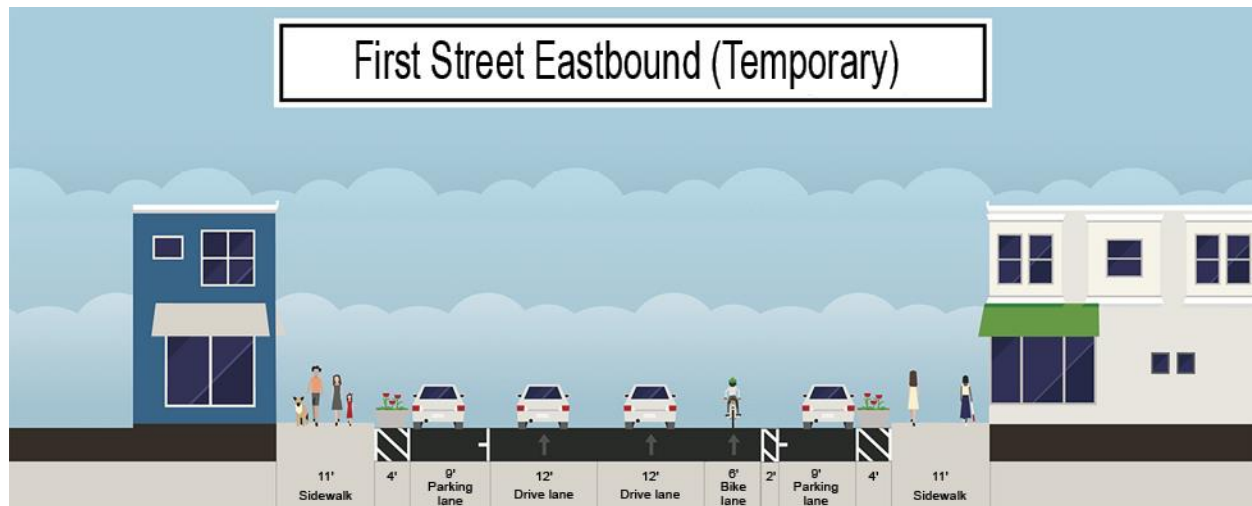 First Street Eastbound (Temporary)
11' 4' 9' 12' 12' 6' 2' 9' 4' 11'
Sidewalk Parking lane Drive lane Drive lane Bike lane Parking lane Sidewalk